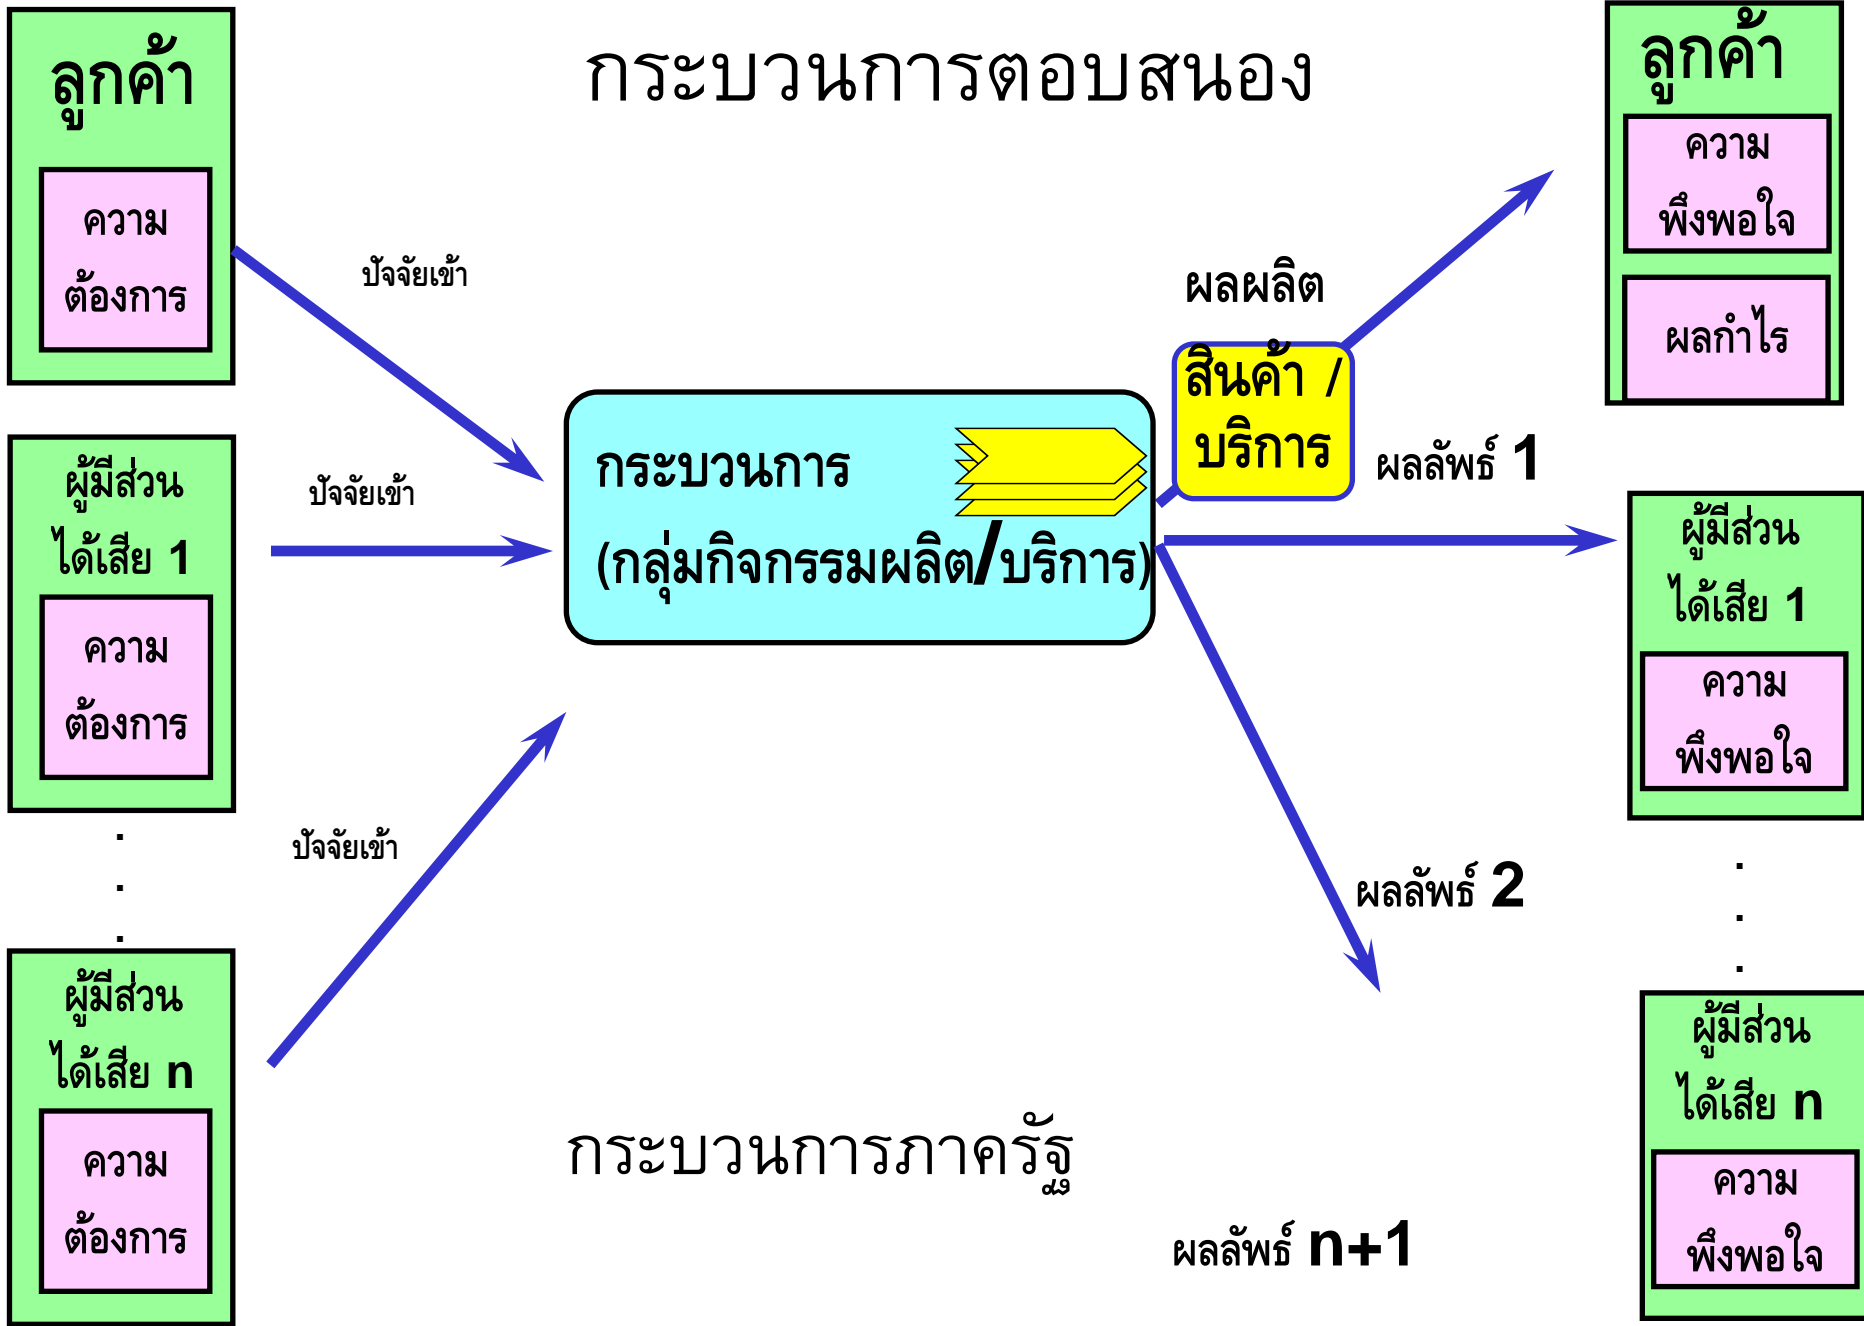 กระบวนการตอบสนอง
ลูกค้า
ความ
ต้องการ
ผู้มีส่วน
ได้เสีย 1
ความ
ต้องการ
.
.
.
ผู้มีส่วน
ได้เสีย n
ความ
ต้องการ
ปัจจัยเข้า
ปัจจัยเข้า
ปัจจัยเข้า
กระบวนการ
(กลุ่มกิจกรรมผลิต/บริการ)
กระบวนการภาครัฐ
ผลผลิต
สินค้า /
บริการ
ผลลัพธ์ 1
ผลลัพธ์ 2
ผลลัพธ์ n+1
ลูกค้า
ความ
พึงพอใจ
ผลกำไร
ผู้มีส่วน
ได้เสีย 1
ความ
พึงพอใจ
.
.
.
ผู้มีส่วน
ได้เสีย n
ความ
พึงพอใจ